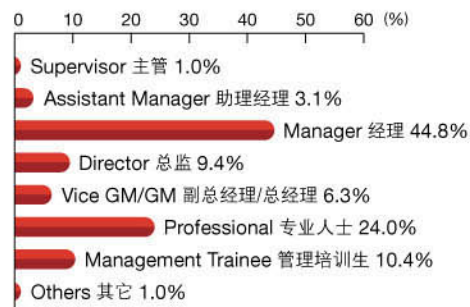 0 10 20 30 40 50 60 (%)
Supervisor 主管 1.0%
Assistant Manager 助理经理 3.1%
Manager 经理 44.8%
Director 总监 9.4%
Vice GM/GM 副总经理/总经理 6.3%
Professional 专业人士 24.0%
Management Trainee 管理培训生 10.4%
Others 其它 1.0%